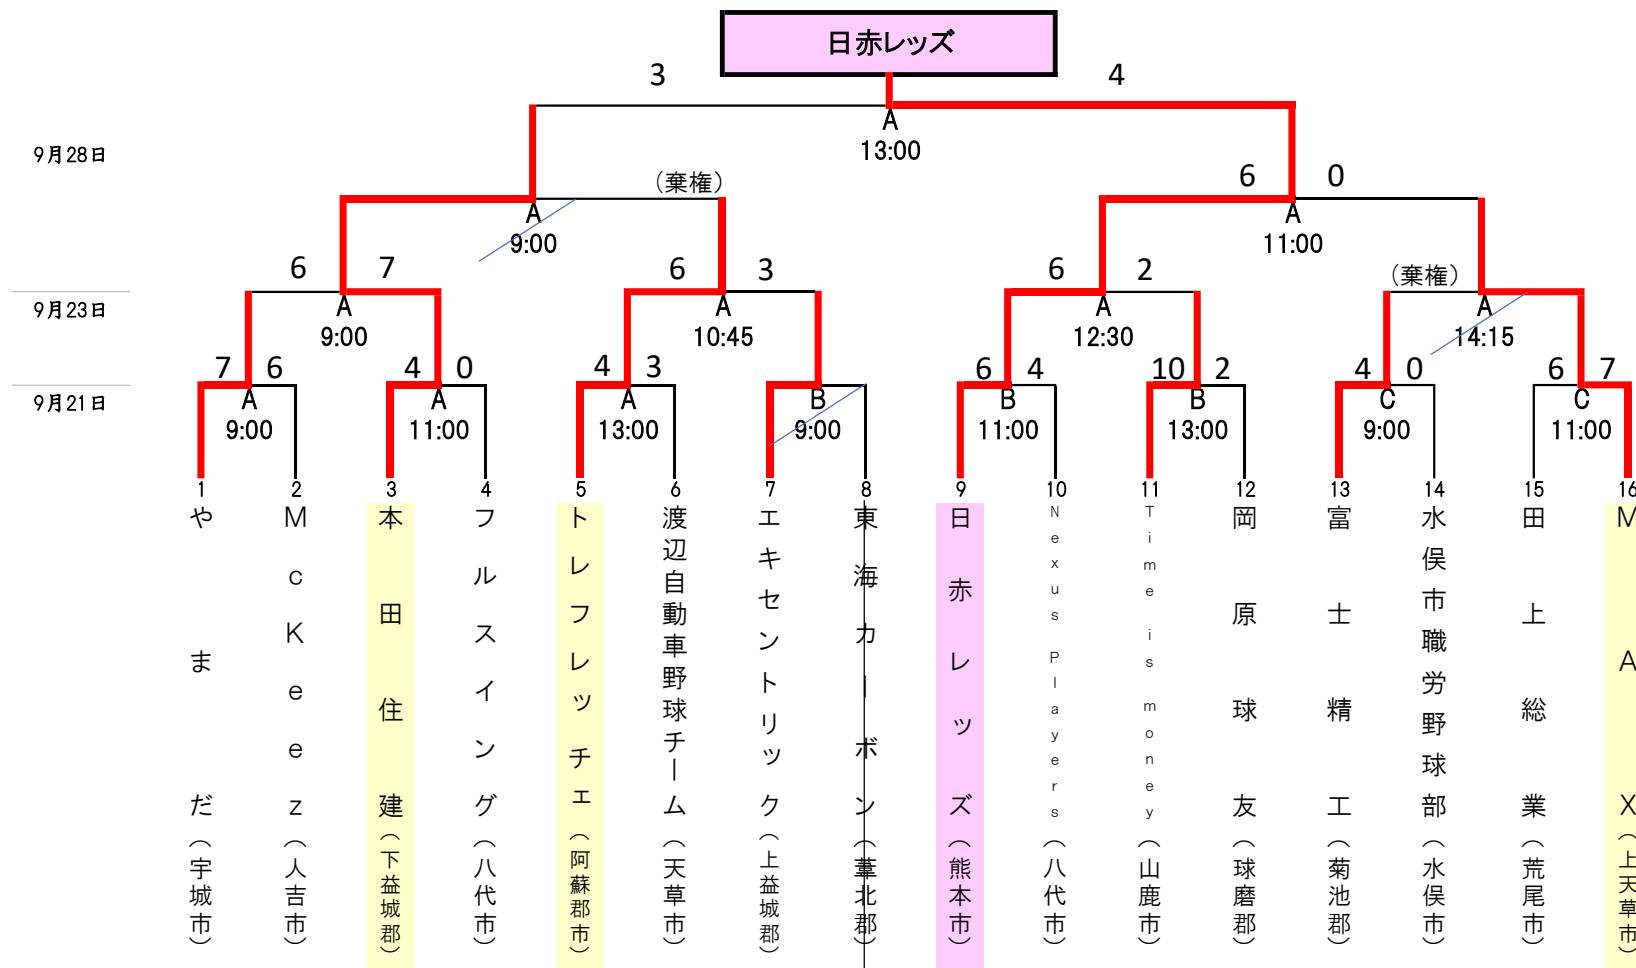 日赤レッズ
3 4
A
13:00
9月28日
（棄権） 6 0
A A
9:00 11:00
6 7 6 3 6 2 （棄権）
9月23日
A A A A
9:00 10:45 12:30 14:15
7 6 4 0 4 3 6 4 10 2 4 0 6 7
9月21日
A A A B B B C C
9:00 11:00 13:00 9:00 11:00 13:00 9:00 11:00
1 2 3 4 5 6 7 8 9 10 11 12 13 14 15 16
やまだ（宇城市）
McKeez（人吉市）
本田住建（下益城郡）
フルスイング（八代市）
トレフレッチェ（阿蘇郡市）
渡辺自動車野球チーム（天草市）
エキセントリック（上益城郡）
東海カーボン（葦北郡）
日赤レッズ（熊本市）
Nexus Players（八代市）
Time is money（山鹿市）
岡原球友（球磨郡）
富士精工（菊池郡）
水俣市職労野球部（水俣市）
田上総業（荒尾市）
MAX（上天草市）